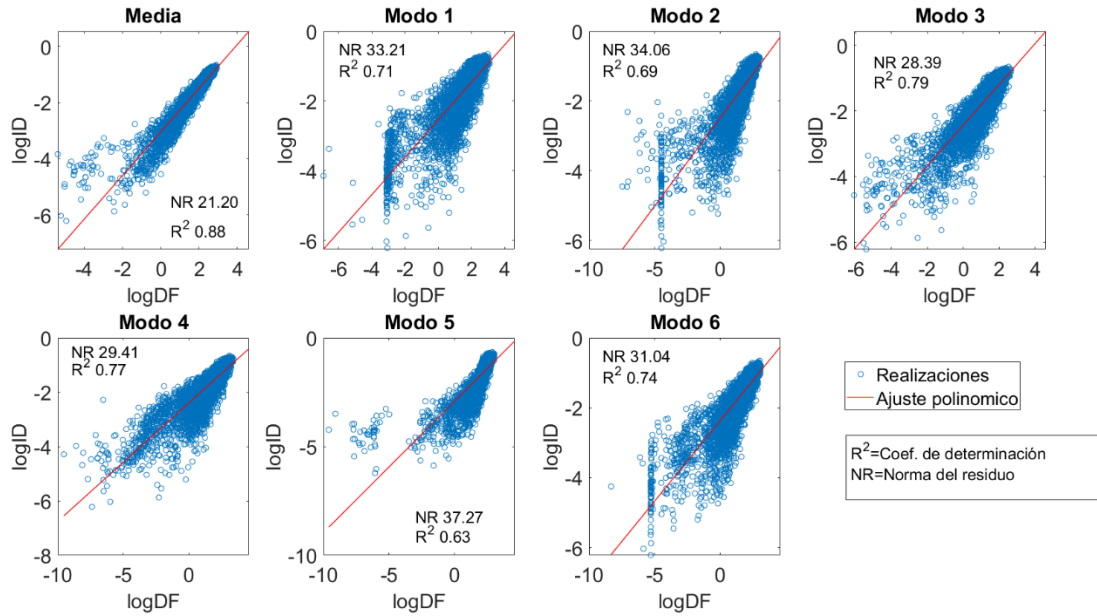 Media
0
-2
-4
-6
logID
NR 21.20
R² 0.88
-4 -2 0 2 4
logDF
Modo 1
0
-2
-4
-6
logID
NR 33.21
R² 0.71
-6 -4 -2 0 2 4
logDF
Modo 2
0
-2
-4
-6
logID
NR 34.06
R² 0.69
-10 -5 0
logDF
Modo 3
0
-2
-4
-6
logID
NR 28.39
R² 0.79
-6 -4 -2 0 2 4
logDF
Modo 4
0
-2
-4
-6
-8
logID
NR 29.41
R² 0.77
-10 -5 0
logDF
Modo 5
0
-5
-10
logID
NR 37.27
R² 0.63
-10 -5 0
logDF
Modo 6
0
-2
-4
-6
logID
NR 31.04
R² 0.74
-10 -5 0
logDF
Realizaciones
Ajuste polinomico
R²=Coef. de determinación
NR=Norma del residuo